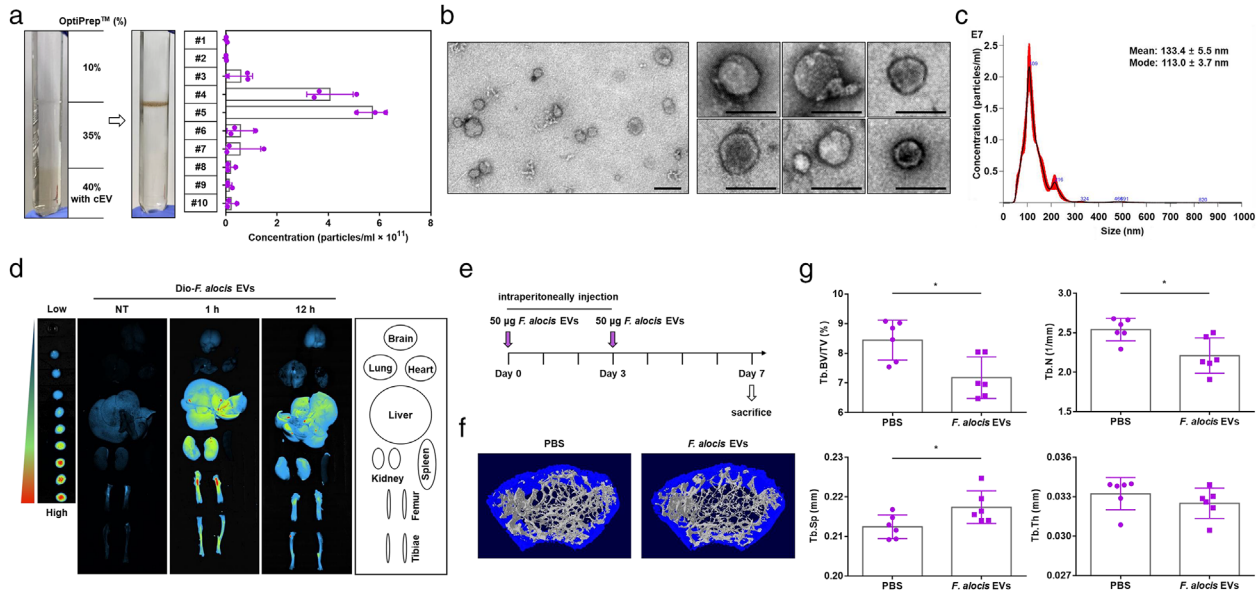 a
OptiPrep™ (%)
10%
35%
40%
with cEV
#1
#2
#3
#4
#5
#6
#7
#8
#9
#10
0 2 4 6 8
Concentration (particles/ml × 10¹¹)
b
c
E7
Concentration (particles/ml)
2.5
2.0
1.5
1.0
0.5
0
Mean: 133.4 ± 5.5 nm
Mode: 113.0 ± 3.7 nm
324
820
0 100 200 300 400 500 600 700 800 900 1000
Size (nm)
d
Dio-F. alocis EVs
Low
NT
1 h
12 h
High
Brain
Lung
Heart
Liver
Kidney
Spleen
Femur
Tibiae
e
intraperitoneally injection
50 µg F. alocis EVs
50 µg F. alocis EVs
Day 0
Day 3
Day 7
sacrifice
f
PBS
F. alocis EVs
g
Tb.BV/TV (%)
10
9
8
7
6
*
PBS
F. alocis EVs
Tb.N (1/mm)
3.0
2.5
2.0
1.5
*
PBS
F. alocis EVs
Tb.Sp (mm)
0.23
0.22
0.21
0.20
*
PBS
F. alocis EVs
Tb.Th (mm)
0.036
0.033
0.030
0.027
PBS
F. alocis EVs